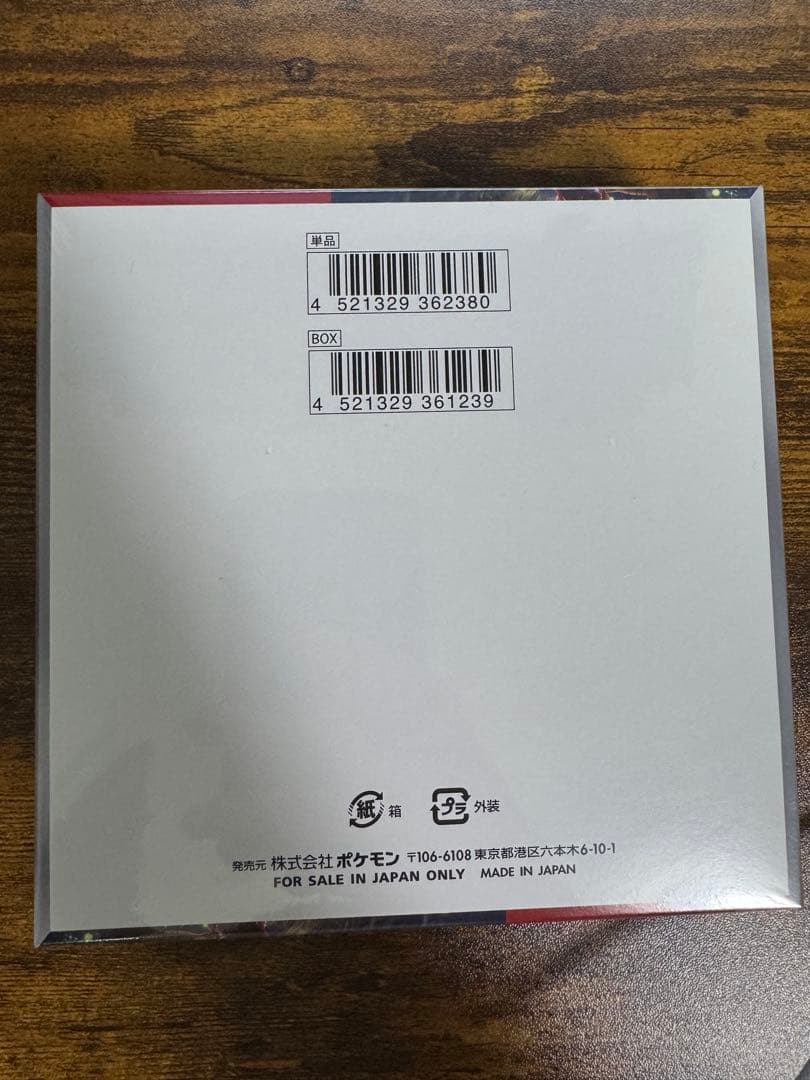 単品
4 521329 362380
BOX
4 521329 361239
紙 箱
プラ 外装
発売元 株式会社 ポケモン 〒106-6108 東京都港区六本木6-10-1
FOR SALE IN JAPAN ONLY MADE IN JAPAN